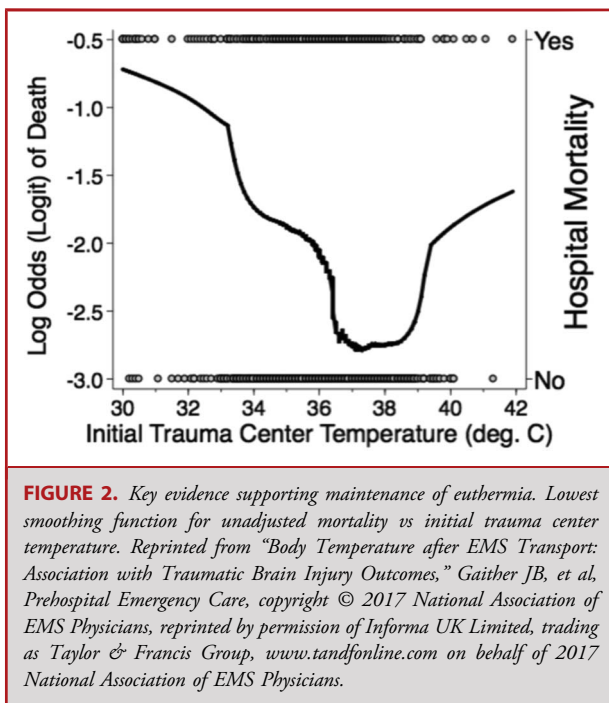 -0.5
-1.0
-1.5
-2.0
-2.5
-3.0
Log Odds (Logit) of Death
Yes
No
Hospital Mortality
30 32 34 36 38 40 42
Initial Trauma Center Temperature (deg. C)
FIGURE 2. Key evidence supporting maintenance of euthermia. Lowest
smoothing function for unadjusted mortality vs initial trauma center
temperature. Reprinted from “Body Temperature after EMS Transport:
Association with Traumatic Brain Injury Outcomes,” Gaither JB, et al,
Prehospital Emergency Care, copyright © 2017 National Association of
EMS Physicians, reprinted by permission of Informa UK Limited, trading
as Taylor & Francis Group, www.tandfonline.com on behalf of 2017
National Association of EMS Physicians.